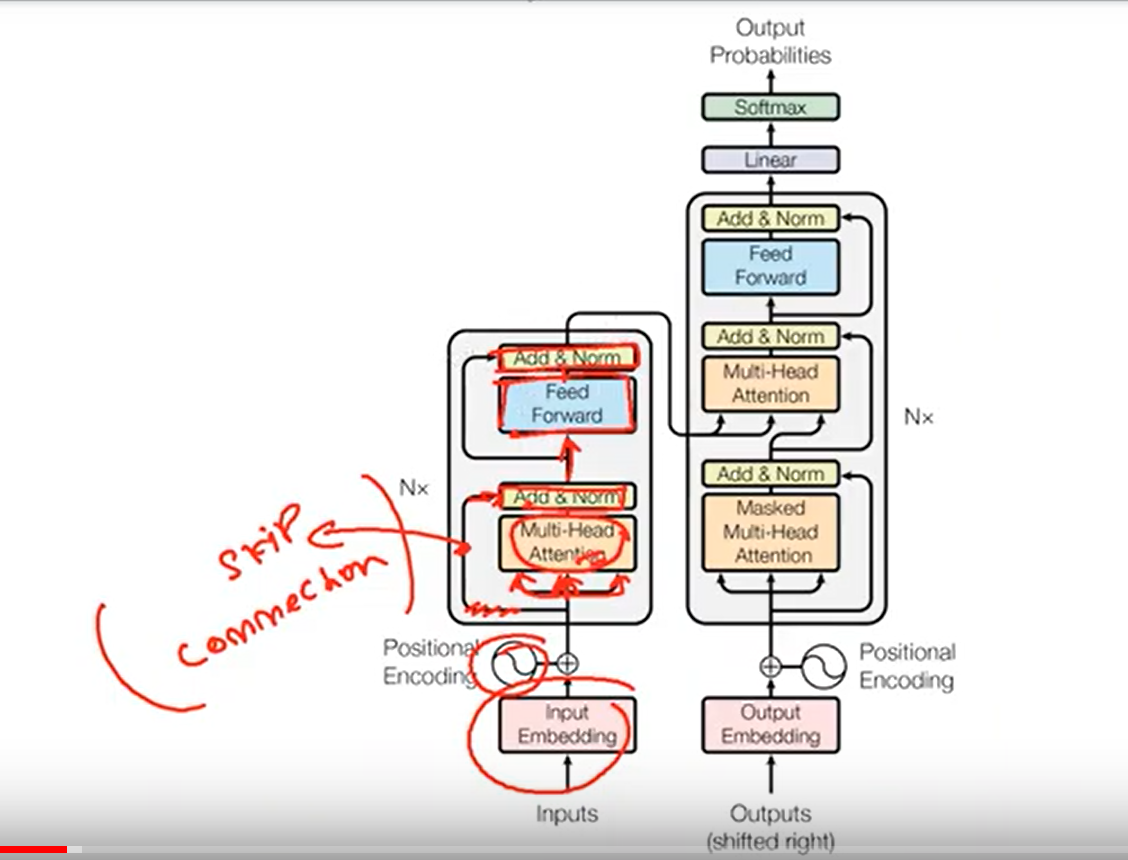 Output
Probabilities
Softmax
Linear
Add & Norm
Feed
Forward
Add & Norm
Multi-Head
Attention
Nx
Add & Norm
Masked
Multi-Head
Attention
Positional
Encoding
Output
Embedding
Outputs
(shifted right)
Add & Norm
Feed
Forward
Nx
Add & Norm
Multi-Head
Attention
Positional
Encoding
Input
Embedding
Inputs
skip
connection